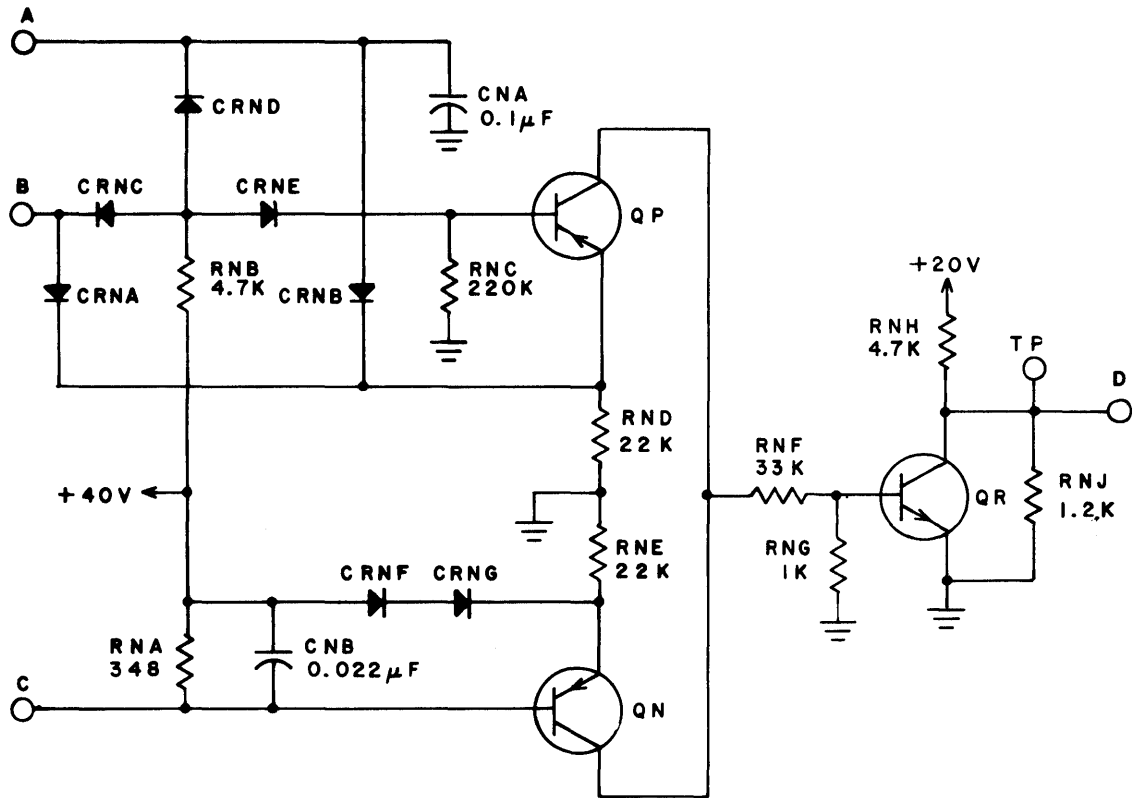 A
CRND
CNA
0.1μF
B
CRNC
CRNE
QP
RNB
4.7K
RNC
220K
CRNA
CRNB
+20V
RNH
4.7K
TP
D
RND
22K
RNF
33K
+40V
QR
RNJ
1.2K
RNE
22K
RNG
1K
CRNF
CRNG
RNA
348
CNB
0.022μF
C
QN